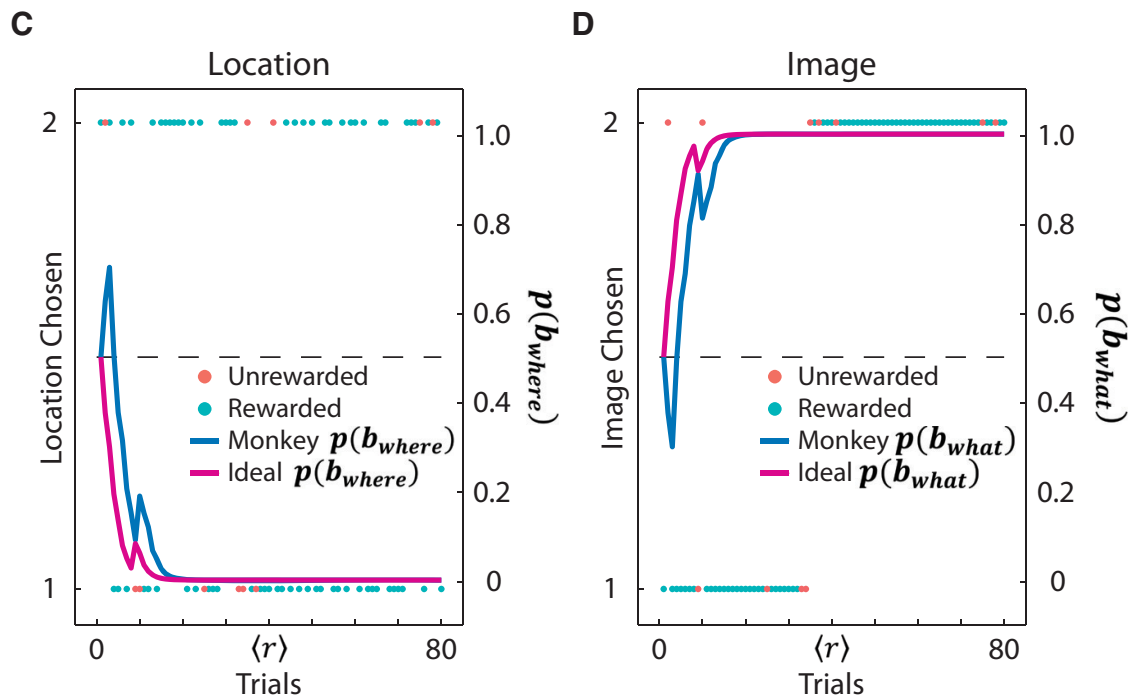 C
Location
2
1
Location Chosen
1.0
0.8
0.6
0.4
0.2
0
p(b_where)
Unrewarded
Rewarded
Monkey p(b_where)
Ideal p(b_where)
0
⟨r⟩
80
Trials
D
Image
2
1
Image Chosen
1.0
0.8
0.6
0.4
0.2
0
p(b_what)
Unrewarded
Rewarded
Monkey p(b_what)
Ideal p(b_what)
0
⟨r⟩
80
Trials